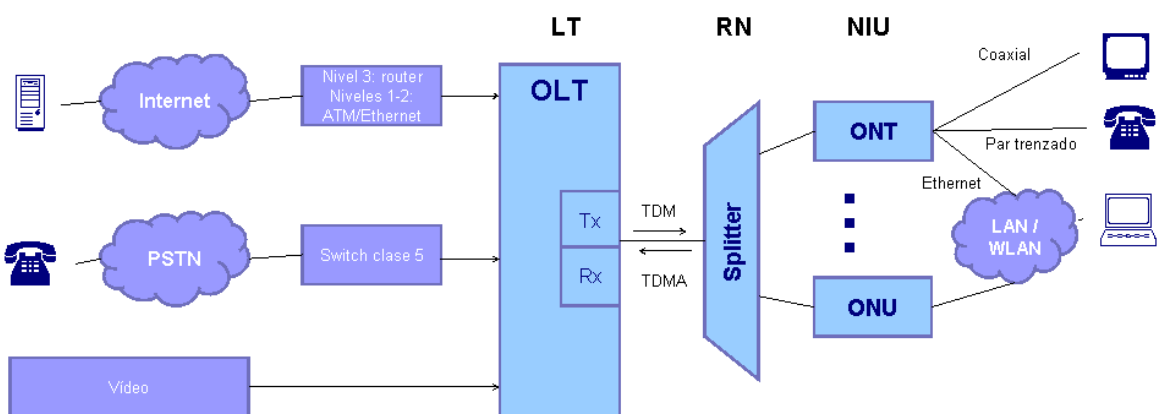 LT
RN
NIU
Internet
Nivel 3: router
Niveles 1-2:
ATM/Ethernet
OLT
ONT
Coaxial
Par trenzado
Ethernet
PSTN
Switch clase 5
Tx
Rx
TDM
TDMA
Splitter
LAN /
WLAN
ONU
Vídeo